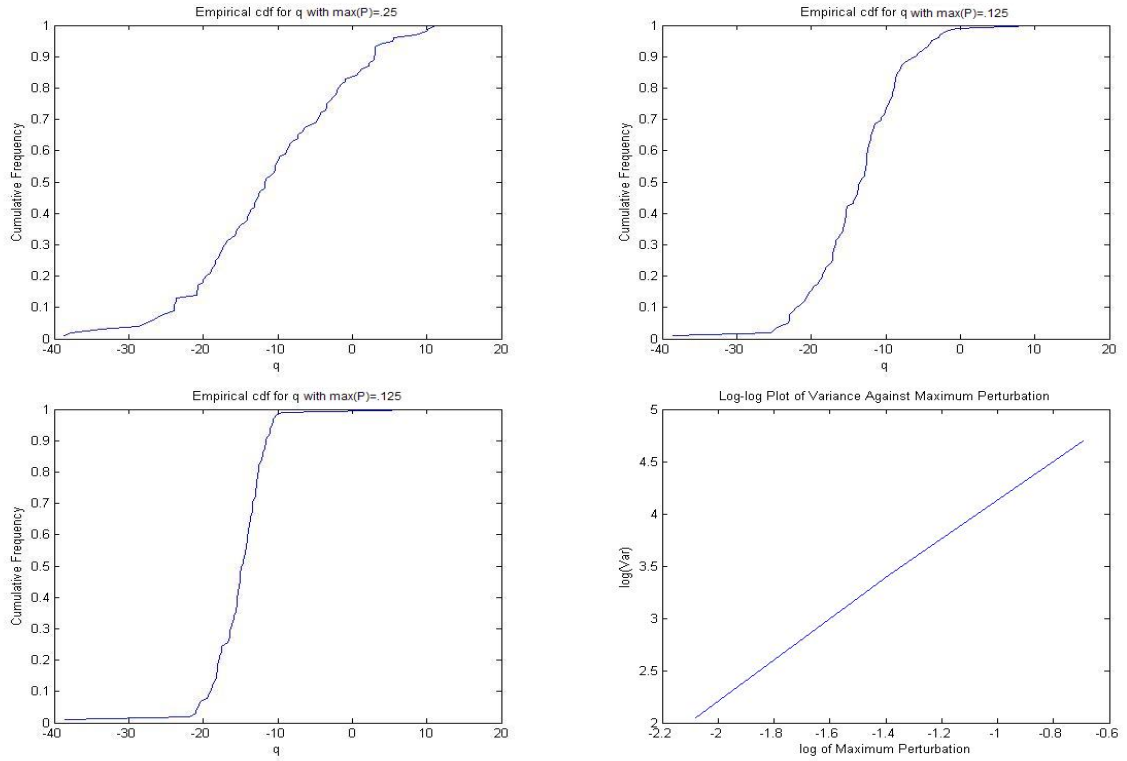 Empirical cdf for q with max(P)=.25
1
0.9
0.8
0.7
0.6
0.5
0.4
0.3
0.2
0.1
0
Cumulative Frequency
-40 -30 -20 -10 0 10 20
q
Empirical cdf for q with max(P)=.125
1
0.9
0.8
0.7
0.6
0.5
0.4
0.3
0.2
0.1
0
Cumulative Frequency
-40 -30 -20 -10 0 10 20
q
Empirical cdf for q with max(P)=.125
1
0.9
0.8
0.7
0.6
0.5
0.4
0.3
0.2
0.1
0
Cumulative Frequency
-40 -30 -20 -10 0 10 20
q
Log-log Plot of Variance Against Maximum Perturbation
5
4.5
4
3.5
3
2.5
2
log(Var)
-2.2 -2 -1.8 -1.6 -1.4 -1.2 -1 -0.8 -0.6
log of Maximum Perturbation